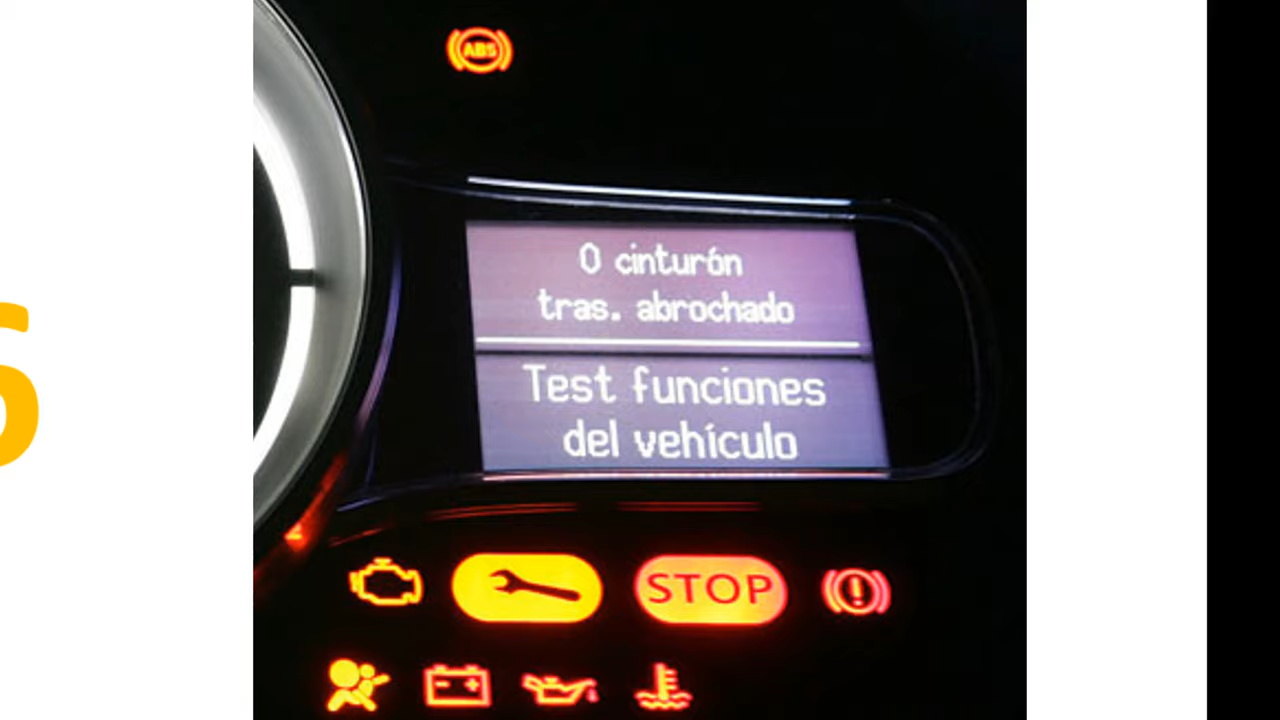 ABS
0 cinturón
tras. abrochado
Test funciones
del vehículo
STOP